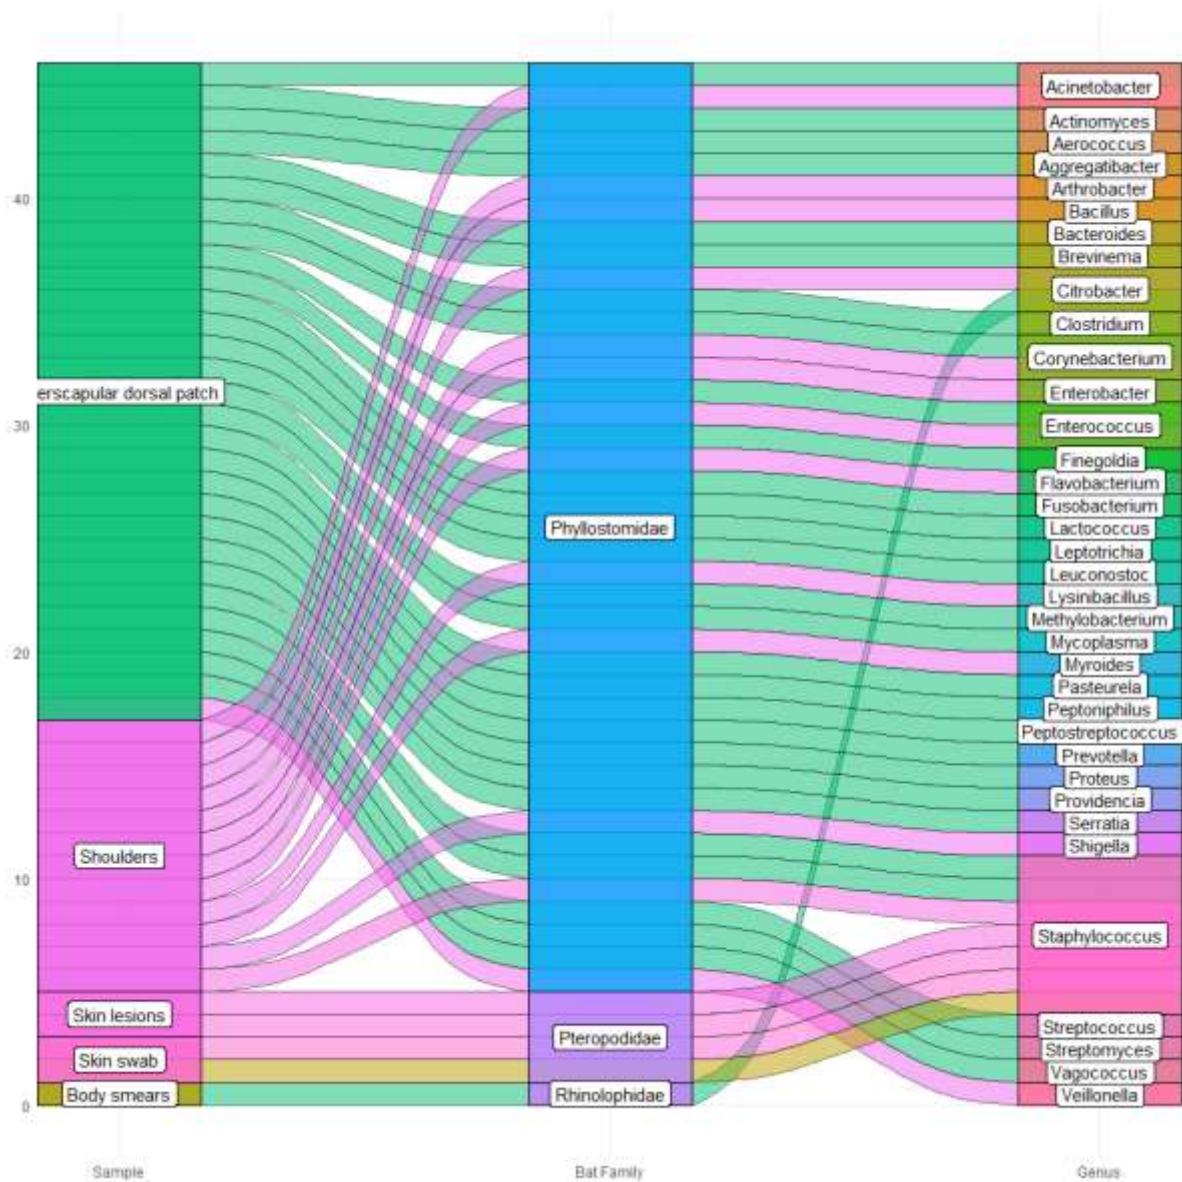 Acinetobacter
Actinomyces
Aerococcus
Aggregatibacter
40
Arthrobacter
Bacillus
Bacteroides
Brevinema
Citrobacter
Clostridium
Corynebacterium
erscapular dorsal patch
Enterobacter
30
Enterococcus
Finegoldia
Flavobacterium
Fusobacterium
Phyllostomidae
Lactococcus
Leptotrichia
Leuconostoc
Lysinibacillus
Methylobacterium
Mycoplasma
20
Myroides
Pasteurela
Peptoniphilus
Peptostreptococcus
Prevotella
Proteus
Providencia
Serratia
Shoulders
Shigella
10
Staphylococcus
Skin lesions
Streptococcus
Pteropodidae
Streptomyces
Skin swab
Vagococcus
Body smears
Rhinolophidae
Veillonella
0
Sample
Bat Family
Genus